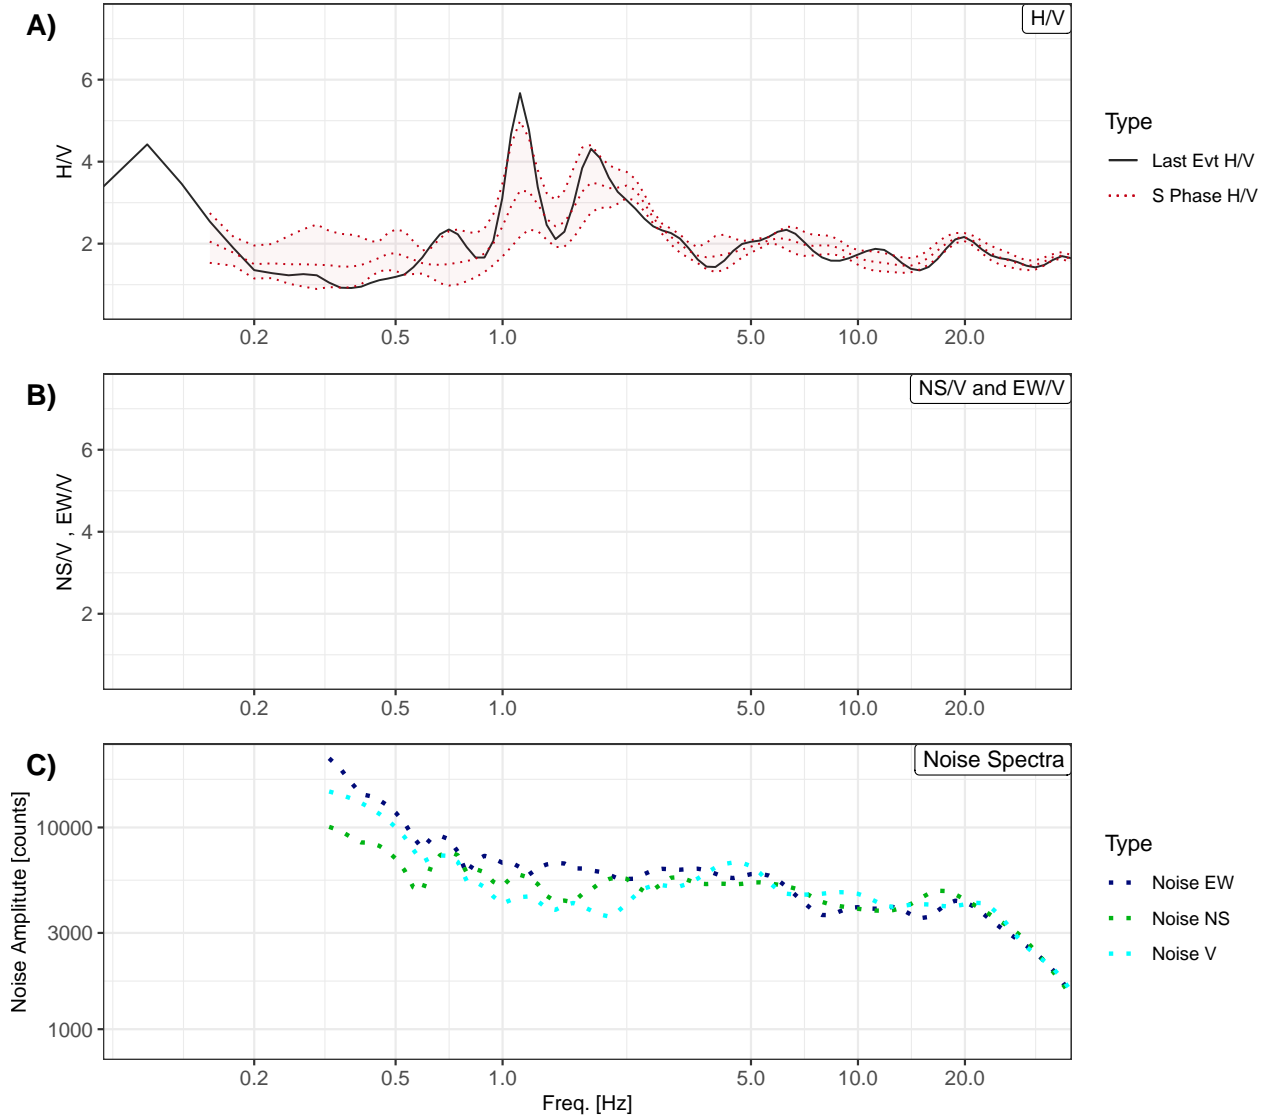 A)
H/V
H/V
6
4
2
0.2 0.5 1.0 5.0 10.0 20.0
Type
Last Evt H/V
S Phase H/V
B)
NS/V and EW/V
NS/V , EW/V
6
4
2
0.2 0.5 1.0 5.0 10.0 20.0
C)
Noise Spectra
Noise Amplitude [counts]
10000
3000
1000
0.2 0.5 1.0 5.0 10.0 20.0
Freq. [Hz]
Type
Noise EW
Noise NS
Noise V